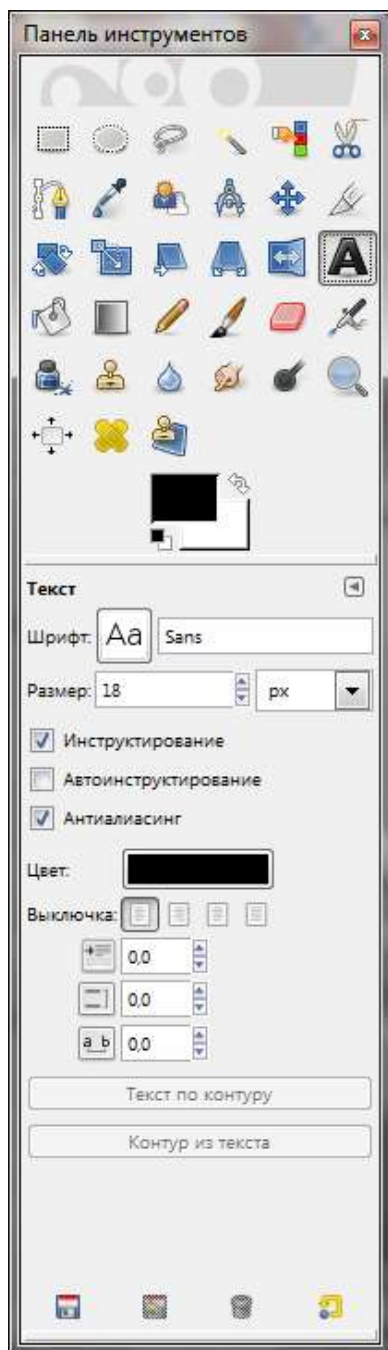 Панель инструментов
Текст
Шрифт: Aa Sans
Размер: 18 px
Инструктирование
Автоинструктирование
Антиалиасинг
Цвет:
Выключка:
0,0
0,0
a b 0,0
Текст по контуру
Контур из текста